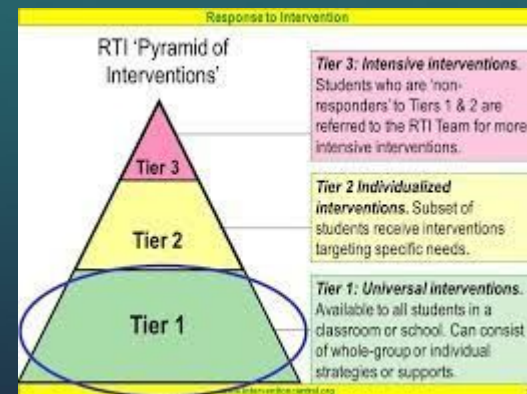 Response to Intervention
RTI ‘Pyramid of
Interventions’
Tier 3
Tier 2
Tier 1
Tier 3: Intensive interventions.
Students who are ‘non-
responders’ to Tiers 1 & 2 are
referred to the RTI Team for more
intensive interventions.
Tier 2 Individualized
interventions. Subset of
students receive interventions
targeting specific needs.
Tier 1: Universal interventions.
Available to all students in a
classroom or school. Can consist
of whole-group or individual
strategies or supports.
www.interventioncentral.org